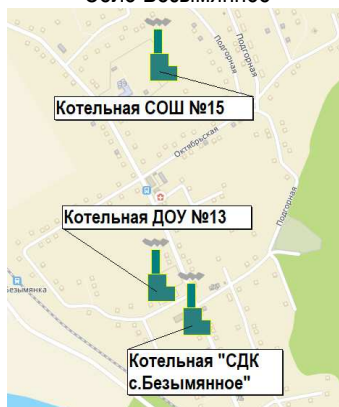 Село Безымянное
Подгорная
Подгорная
Котельная СОШ №15
Октябрьская
Котельная ДОУ №13
Подгорная
Безымянка
Котельная "СДК
с.Безымянное"